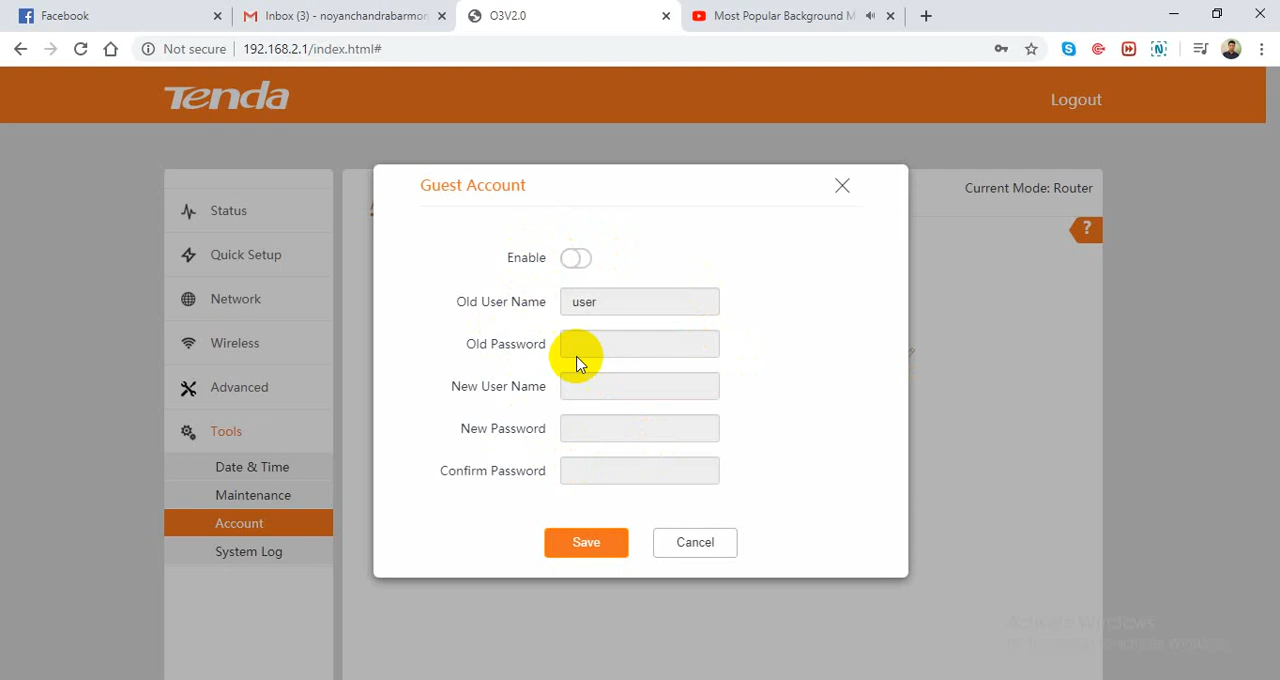 Facebook
Inbox (3) - noyanchandrabarmon
O3V2.0
Most Popular Background M
Not secure
192.168.2.1/index.html#
Tenda
Logout
Guest Account
Current Mode: Router
?
Status
Quick Setup
Network
Wireless
Advanced
Tools
Date & Time
Maintenance
Account
System Log
Enable
Old User Name
user
Old Password
New User Name
New Password
Confirm Password
Save
Cancel
Activate Windows